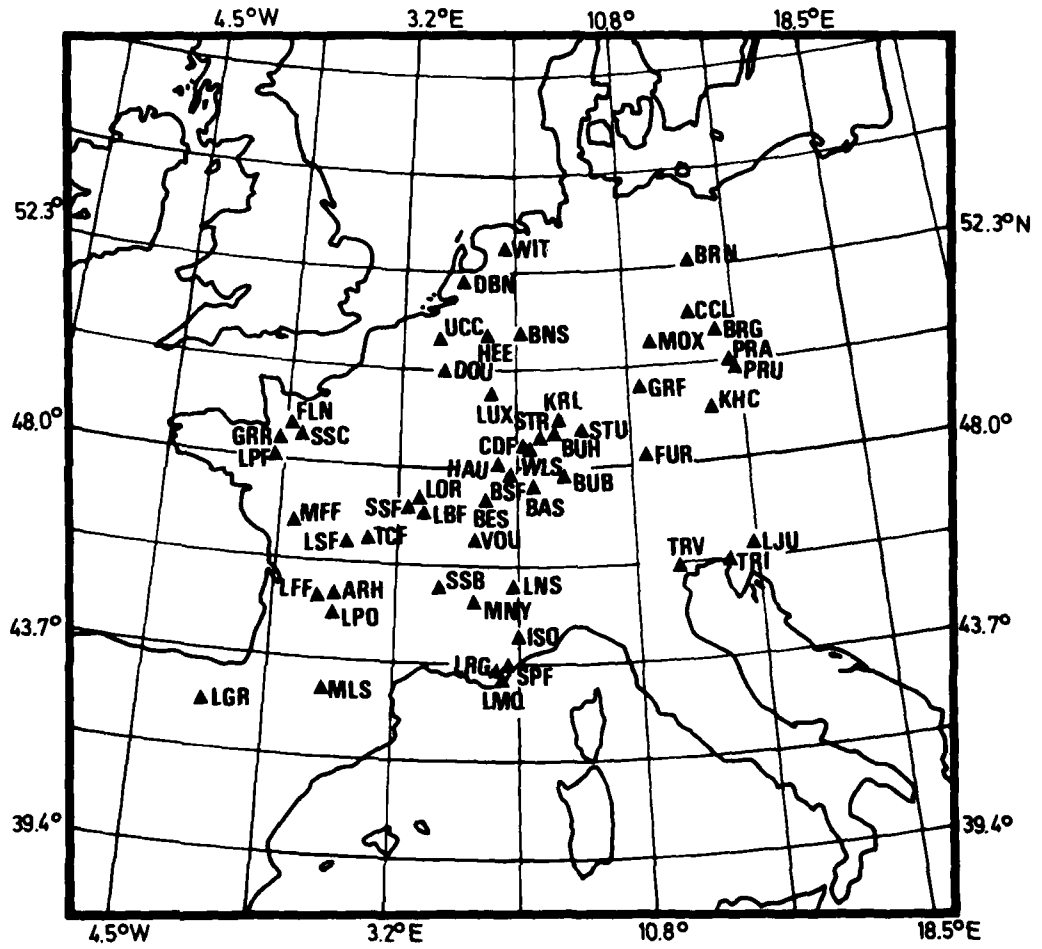 4.5°W 3.2°E 10.8° 18.5°E
52.3° 52.3°N
WIT BRN
DBN
CCL
UCC BNS BRG
HEE MOX PRA
DOU PRU
GRF
LUX KRL KHC
FLN STR STU
48.0° GRR SSC CDF BUH 48.0°
LPF HAU WLS FUR
BSF BUB
LOR BAS
SSF LBF BES
MFF
LSF TCF VOU TRV LJU
TRI
LFF ARH SSB LNS
LPO MNY
43.7° ISO 43.7°
LRG SPF
LGR MLS LMO
39.4° 39.4°
4.5°W 3.2°E 10.8° 18.5°E